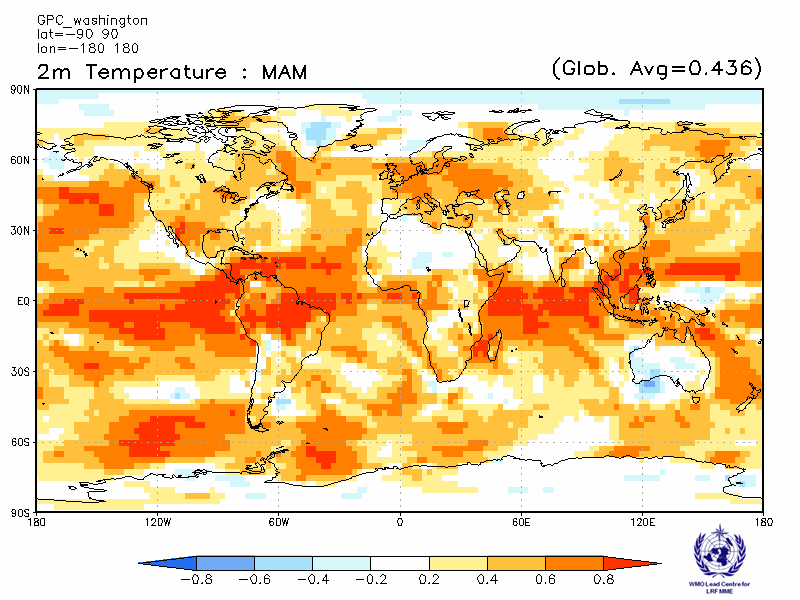 GPC_washington
lat=-90 90
lon=-180 180
2m Temperature : MAM
(Glob. Avg=0.436)
90N
60N
30N
EQ
30S
60S
90S
180 120W 60W 0 60E 120E 180
-0.8 -0.6 -0.4 -0.2 0.2 0.4 0.6 0.8
WMO Lead Centre for
LRF MME